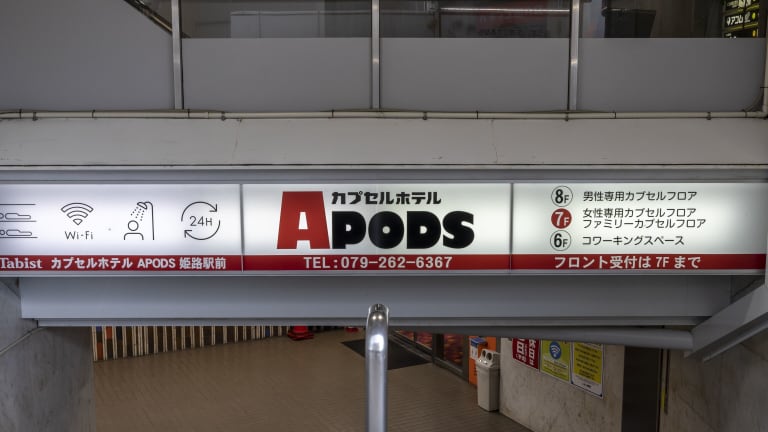 アコム
Wi-Fi
24H
Tabist カプセルホテル APODS 姫路駅前
カプセルホテル
APODS
TEL:079-262-6367
8F 男性専用カプセルフロア
7F 女性専用カプセルフロア
ファミリーカプセルフロア
6F コワーキングスペース
フロント受付は 7F まで